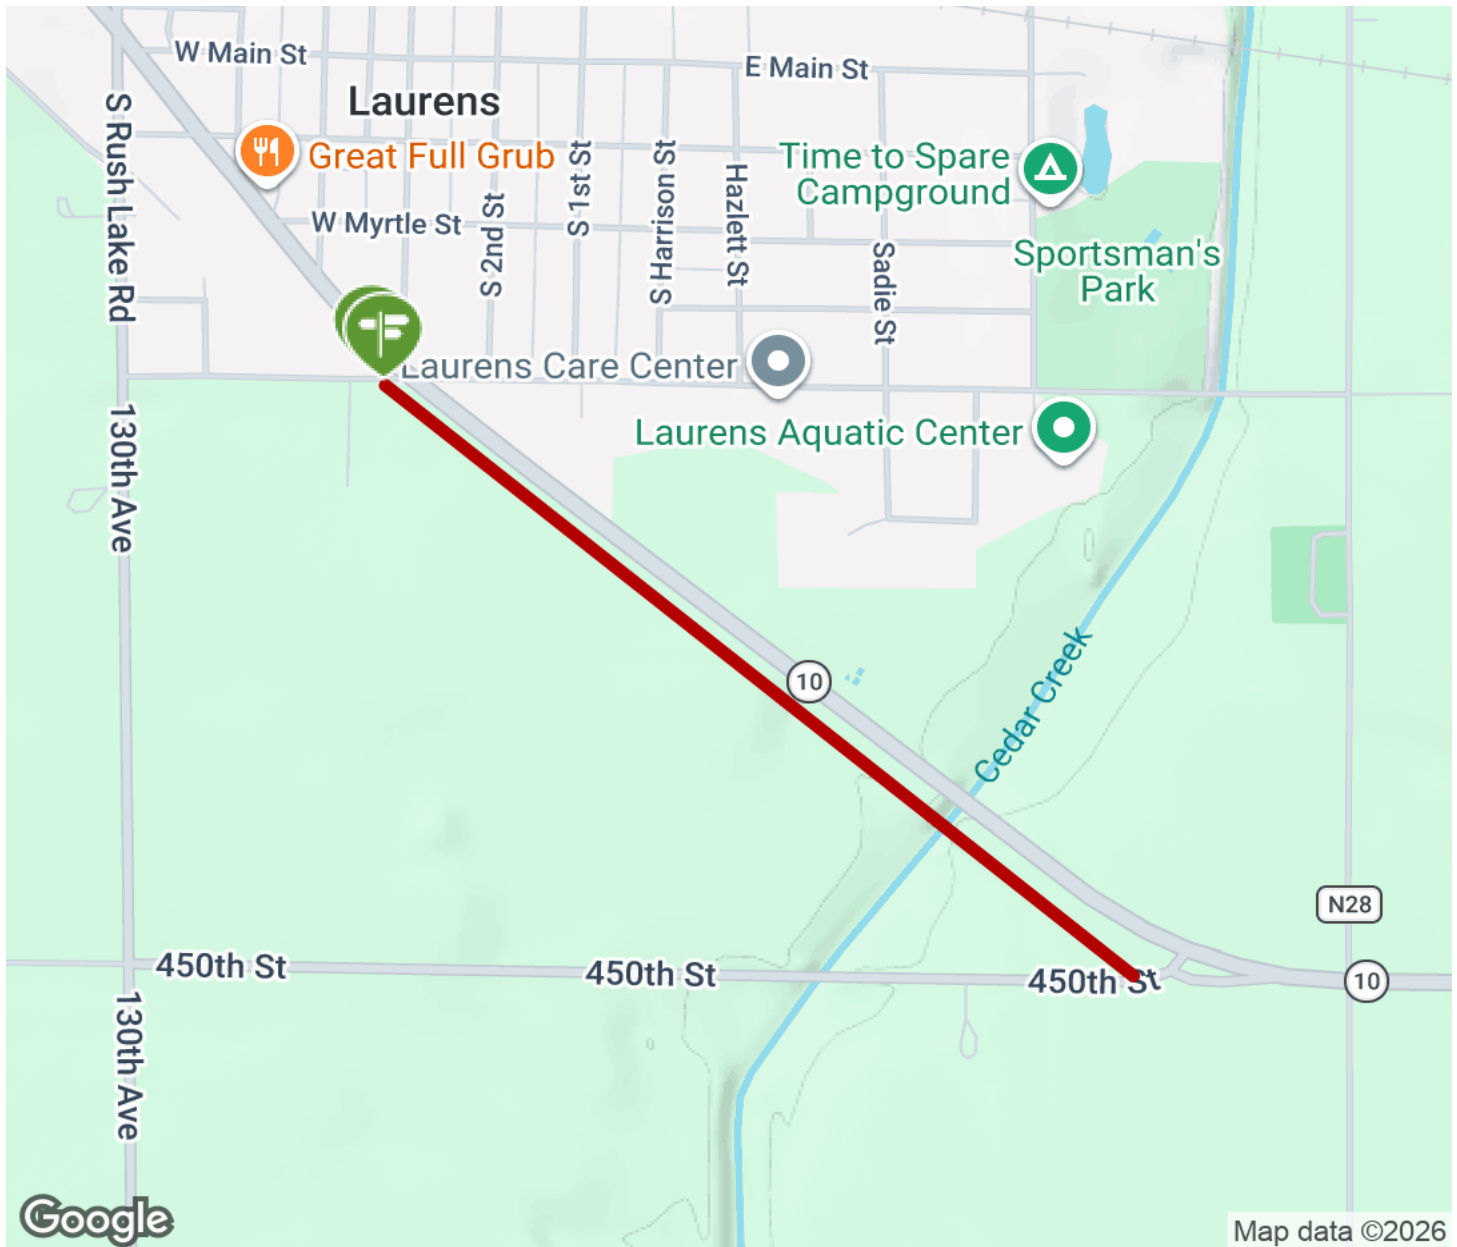 W Main St
E Main St
Laurens
S Rush Lake Rd
Great Full Grub
W Myrtle St
S 2nd St
S 1st St
S Harrison St
Hazlett St
Sadie St
Time to Spare
Campground
Sportsman's
Park
Laurens Care Center
Laurens Aquatic Center
130th Ave
10
Cedar Creek
N28
450th St
450th St
450th St
10
130th Ave
Google
Map data ©2026